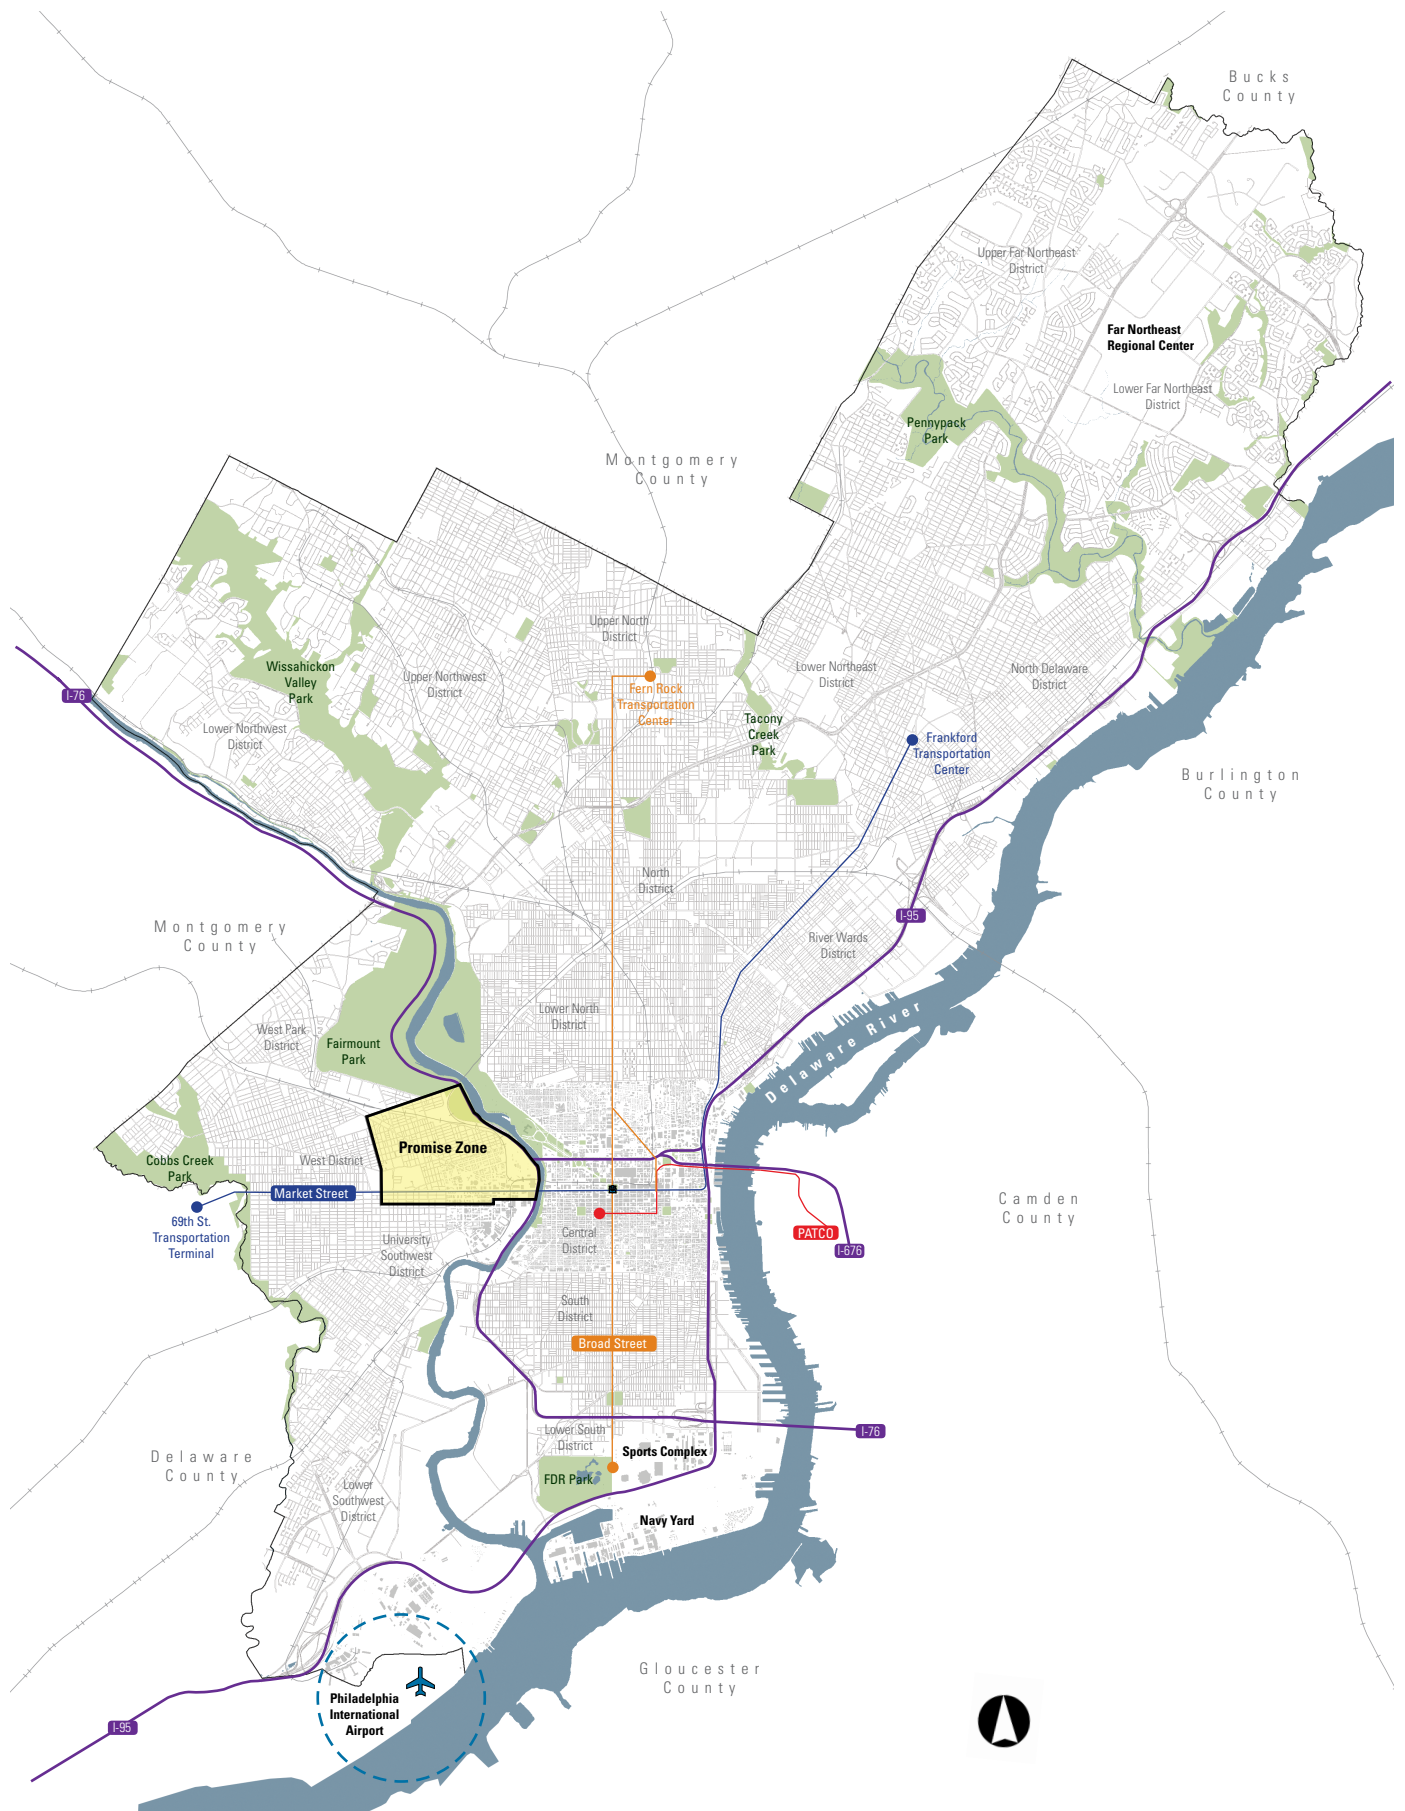 Bucks
County
Upper Far Northeast
District
Far Northeast
Regional Center
Lower Far Northeast
District
Pennypack
Park
Montgomery
County
Upper North
District
Wissahickon
Valley
Park
Upper Northwest
District
Lower Northeast
District
North Delaware
District
I-76
Fern Rock
Transportation
Center
Lower Northwest
District
Tacony
Creek
Park
Frankford
Transportation
Center
Burlington
County
North
District
I-95
Montgomery
County
River Wards
District
Lower North
District
Delaware River
West Park
District
Fairmount
Park
Promise Zone
Cobbs Creek
Park
West District
Market Street
69th St.
Transportation
Terminal
Camden
County
University
Southwest
District
Central
District
PATCO
I-676
South
District
Broad Street
I-76
Lower South
District
Sports Complex
FDR Park
Delaware
County
Lower
Southwest
District
Navy Yard
Gloucester
County
Philadelphia
International
Airport
I-95